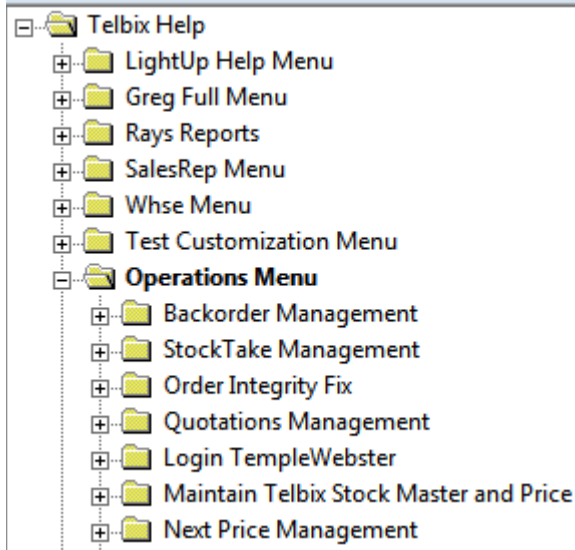 Telbix Help
LightUp Help Menu
Greg Full Menu
Rays Reports
SalesRep Menu
Whse Menu
Test Customization Menu
Operations Menu
Backorder Management
StockTake Management
Order Integrity Fix
Quotations Management
Login TempleWebster
Maintain Telbix Stock Master and Price
Next Price Management